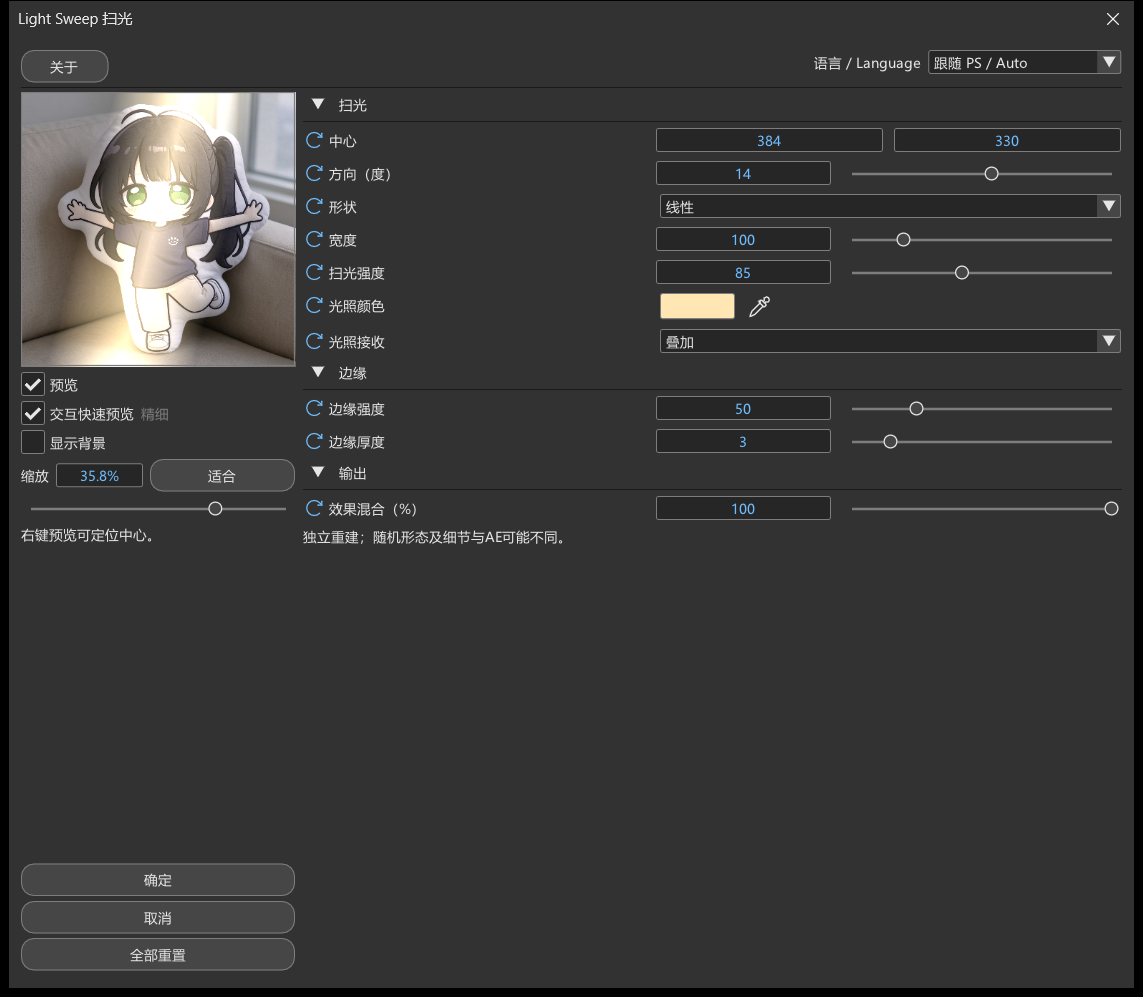 Light Sweep 扫光
关于
语言 / Language 跟随 PS / Auto
扫光
中心 384 330
方向（度） 14
形状 线性
宽度 100
扫光强度 85
光照颜色
光照接收 叠加
边缘
边缘强度 50
边缘厚度 3
输出
效果混合（%） 100
独立重建；随机形态及细节与AE可能不同。
预览
交互快速预览 精细
显示背景
缩放 35.8% 适合
右键预览可定位中心。
确定
取消
全部重置